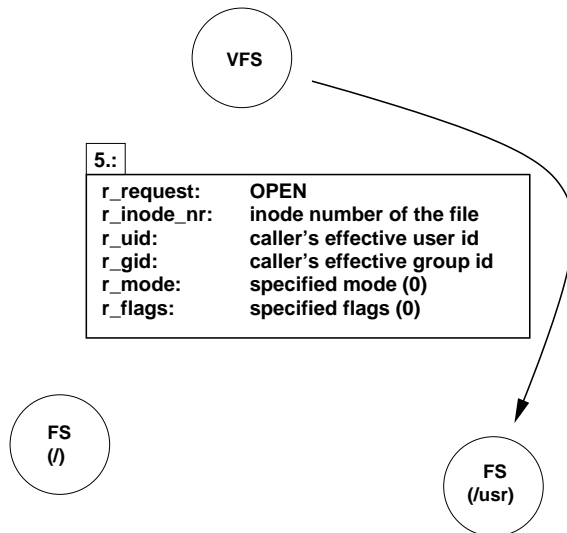 VFS
5.:
r_request: OPEN
r_inode_nr: inode number of the file
r_uid: caller's effective user id
r_gid: caller's effective group id
r_mode: specified mode (0)
r_flags: specified flags (0)
FS
(/)
FS
(/usr)